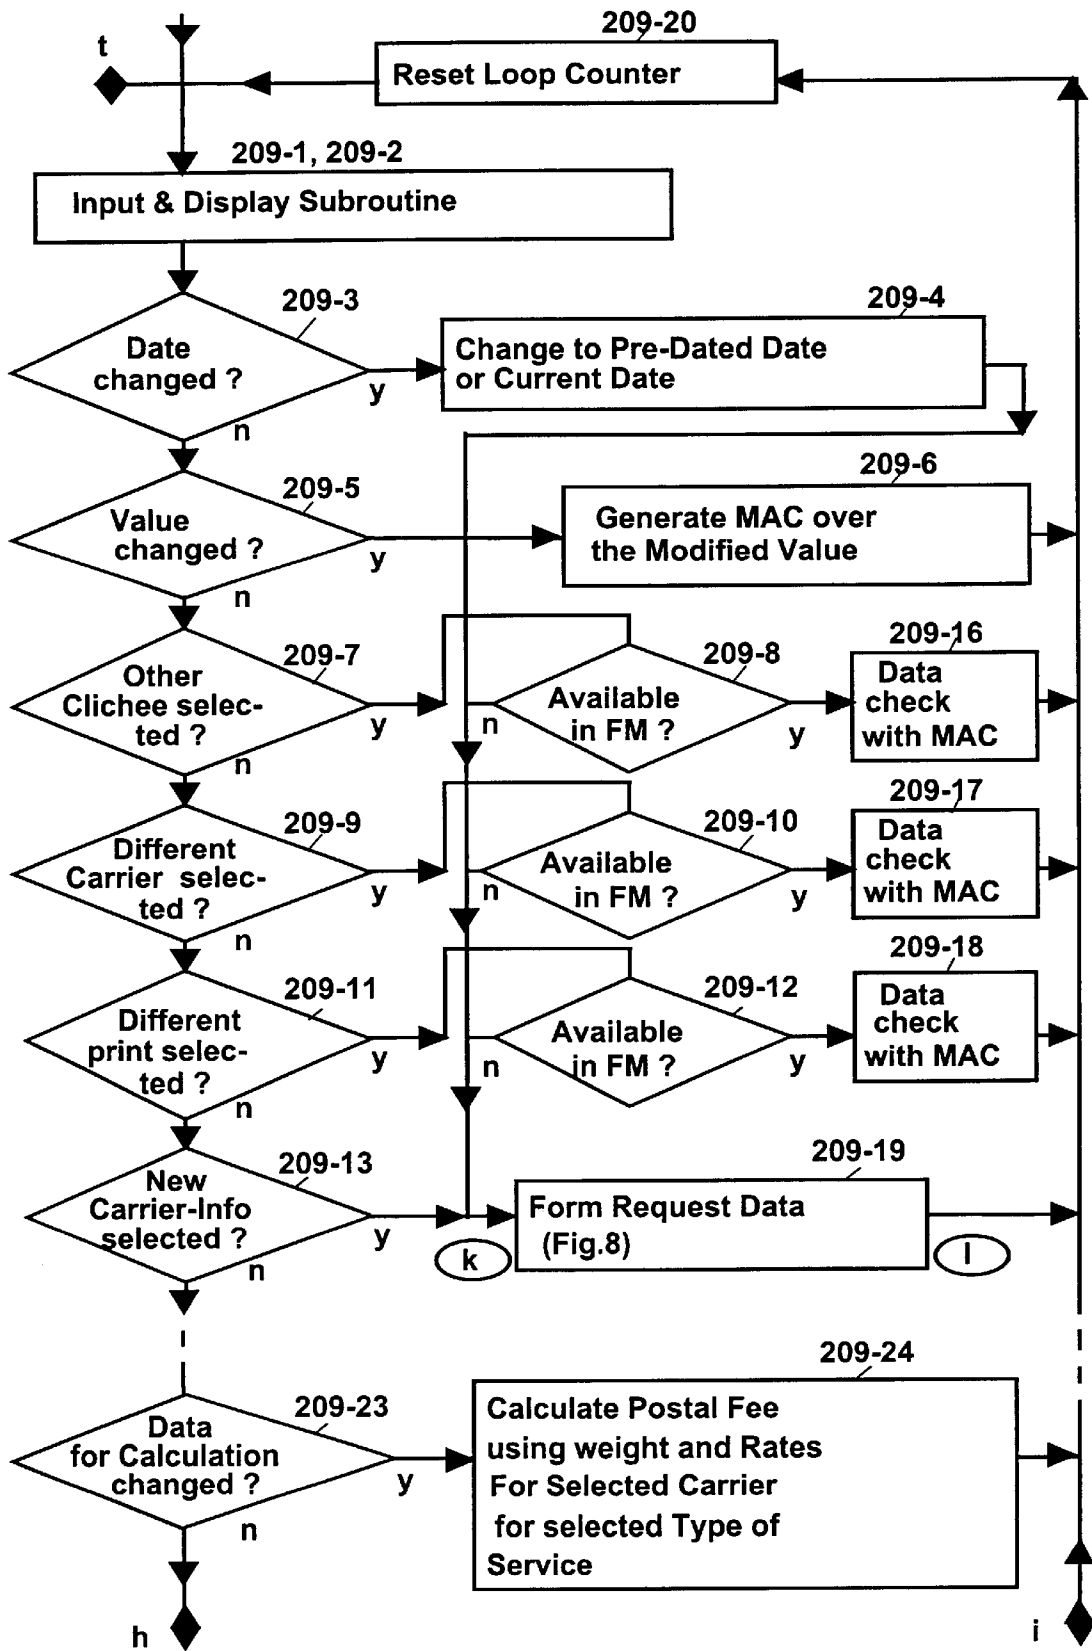 209-20
t
Reset Loop Counter
209-1, 209-2
Input & Display Subroutine
209-3
Date
changed ?
y
n
209-4
Change to Pre-Dated Date
or Current Date
209-5
Value
changed ?
y
n
209-6
Generate MAC over
the Modified Value
209-7
Other
Clichee selec-
ted ?
y
n
209-8
Available
in FM ?
n
y
209-16
Data
check
with MAC
209-9
Different
Carrier selec-
ted ?
y
n
209-10
Available
in FM ?
n
y
209-17
Data
check
with MAC
209-11
Different
print selec-
ted ?
y
n
209-12
Available
in FM ?
n
y
209-18
Data
check
with MAC
209-13
New
Carrier-Info
selected ?
y
n
k
209-19
Form Request Data
(Fig.8)
l
209-23
Data
for Calculation
changed ?
y
n
209-24
Calculate Postal Fee
using weight and Rates
For Selected Carrier
for selected Type of
Service
h
i